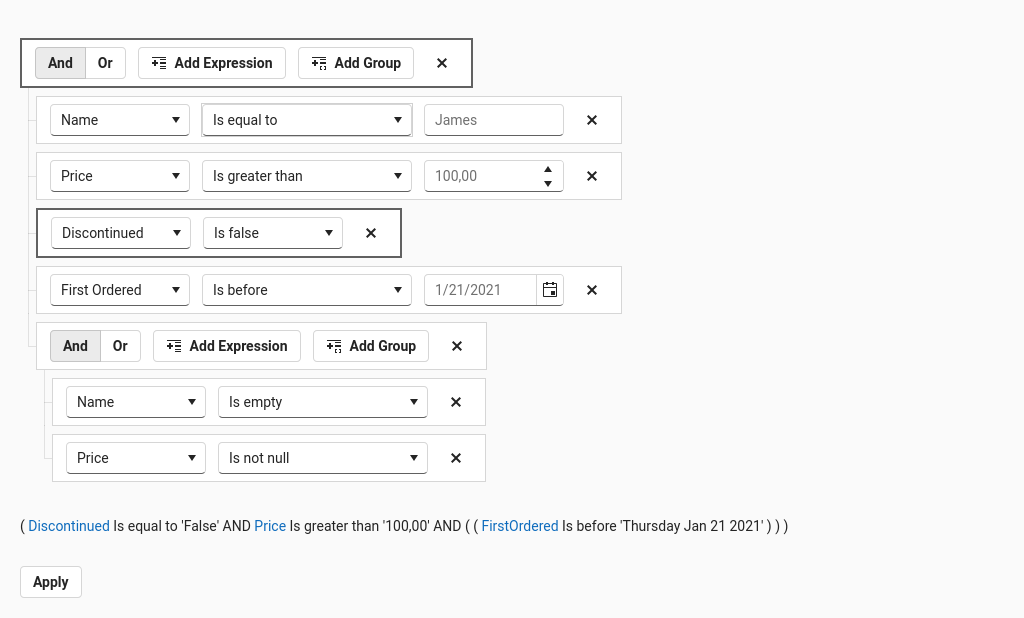 And Or Add Expression Add Group
Name Is equal to James
Price Is greater than 100,00
Discontinued Is false
First Ordered Is before 1/21/2021
And Or Add Expression Add Group
Name Is empty
Price Is not null
( Discontinued Is equal to 'False' AND Price Is greater than '100,00' AND ( ( FirstOrdered Is before 'Thursday Jan 21 2021' ) ) )
Apply